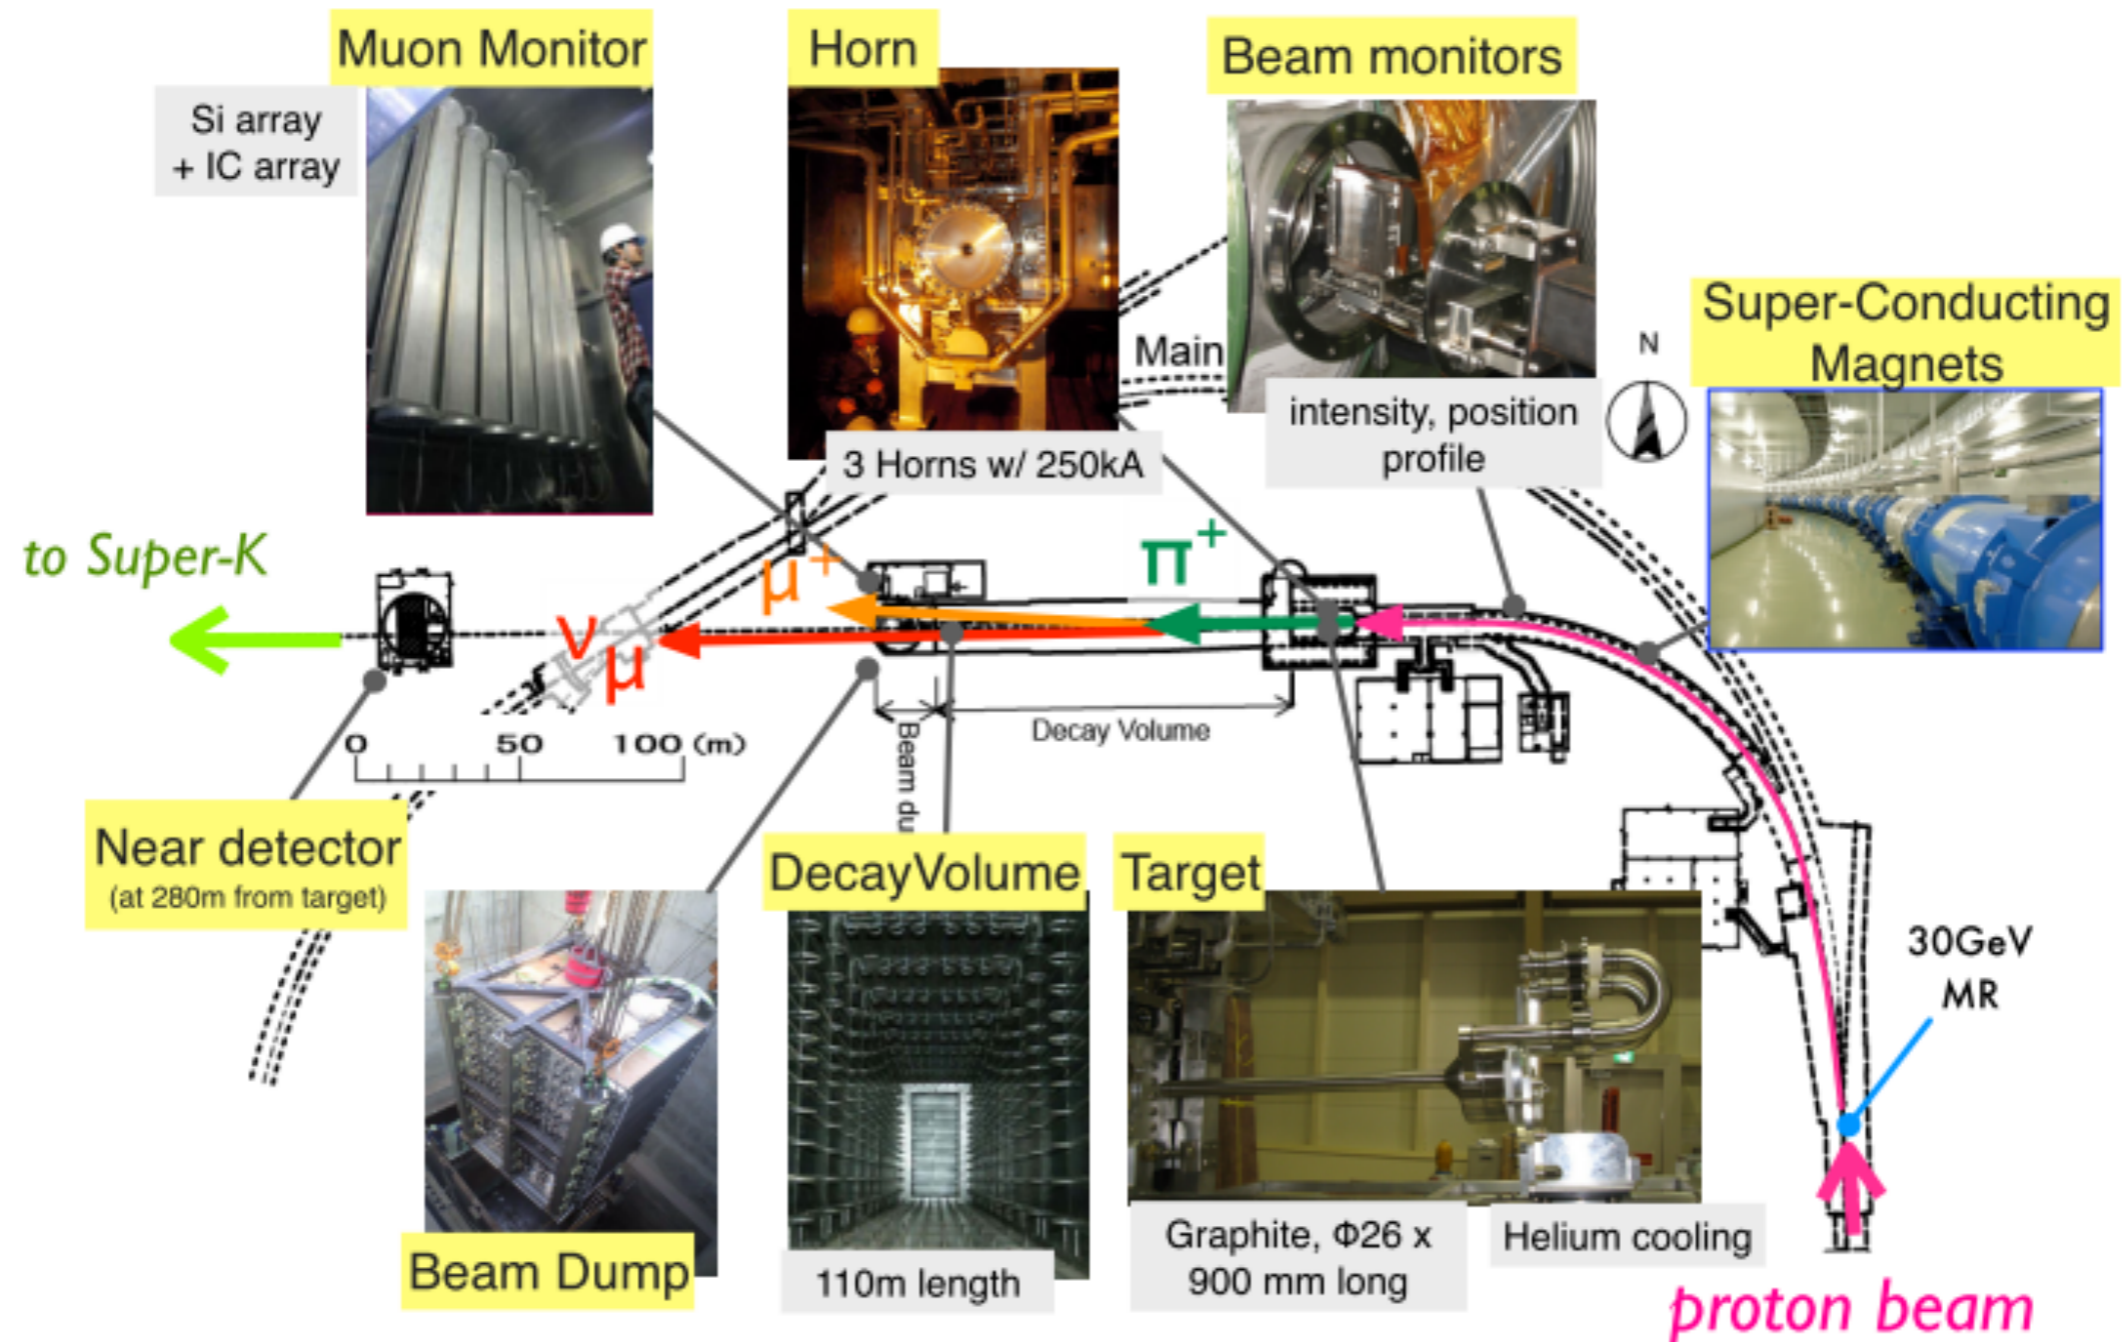 Muon Monitor
Si array
+ IC array
Horn
3 Horns w/ 250kA
Beam monitors
intensity, position
profile
Main
N
Super-Conducting
Magnets
to Super-K
νμ
μ+
π+
0 50 100 (m)
Beam du
Decay Volume
Near detector
(at 280m from target)
Beam Dump
DecayVolume
110m length
Target
Graphite, Φ26 x
900 mm long
Helium cooling
30GeV
MR
proton beam